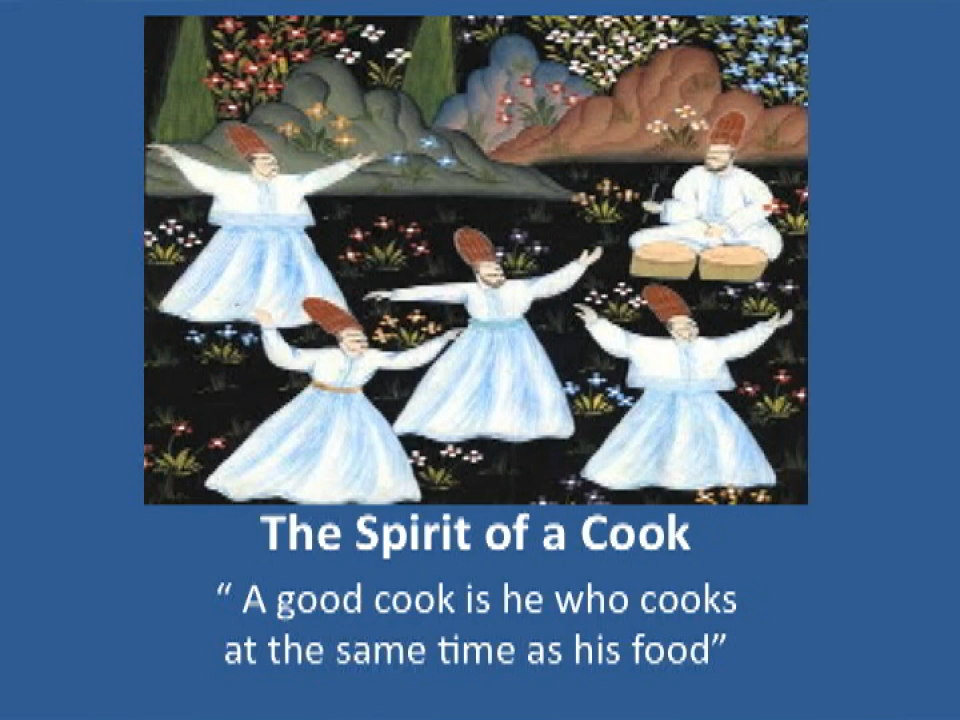 The Spirit of a Cook
“ A good cook is he who cooks
at the same time as his food”